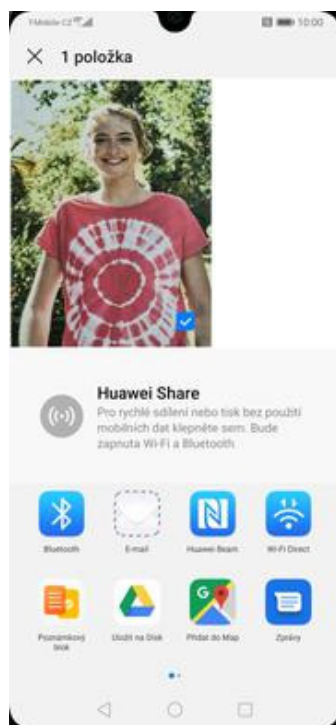 T-Mobile CZ 10:00
1 položka
Huawei Share
Pro rychlé sdílení nebo tisk bez použití
mobilních dat klepněte sem. Bude
zapnuta Wi-Fi a Bluetooth.
Bluetooth E-mail Huawei Beam Wi-Fi Direct
Poznámkový
blok
Uložit na Disk Přidat do Map Zprávy